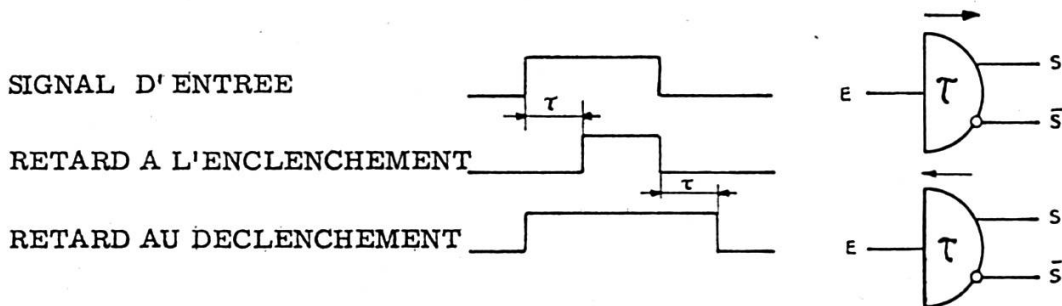 SIGNAL D'ENTREE
τ
RETARD A L'ENCLENCHEMENT
τ
RETARD AU DECLENCHEMENT
E τ S
S̅
E τ S
S̅